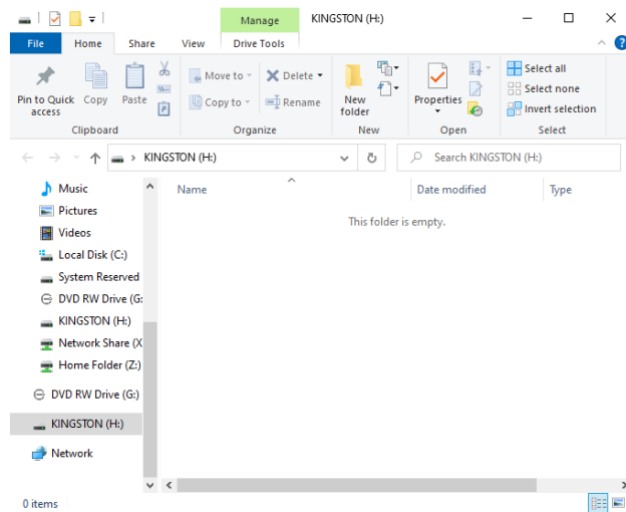 Manage KINGSTON (H:)
File Home Share View Drive Tools
Pin to Quick access Copy Paste
Move to Delete
Copy to Rename
New folder
Properties
Select all
Select none
Invert selection
Clipboard Organize New Open Select
KINGSTON (H:) Search KINGSTON (H:)
Name Date modified Type
This folder is empty.
Music
Pictures
Videos
Local Disk (C:)
System Reserved
DVD RW Drive (G:
KINGSTON (H:)
Network Share (X
Home Folder (Z:)
DVD RW Drive (G:)
KINGSTON (H:)
Network
0 items